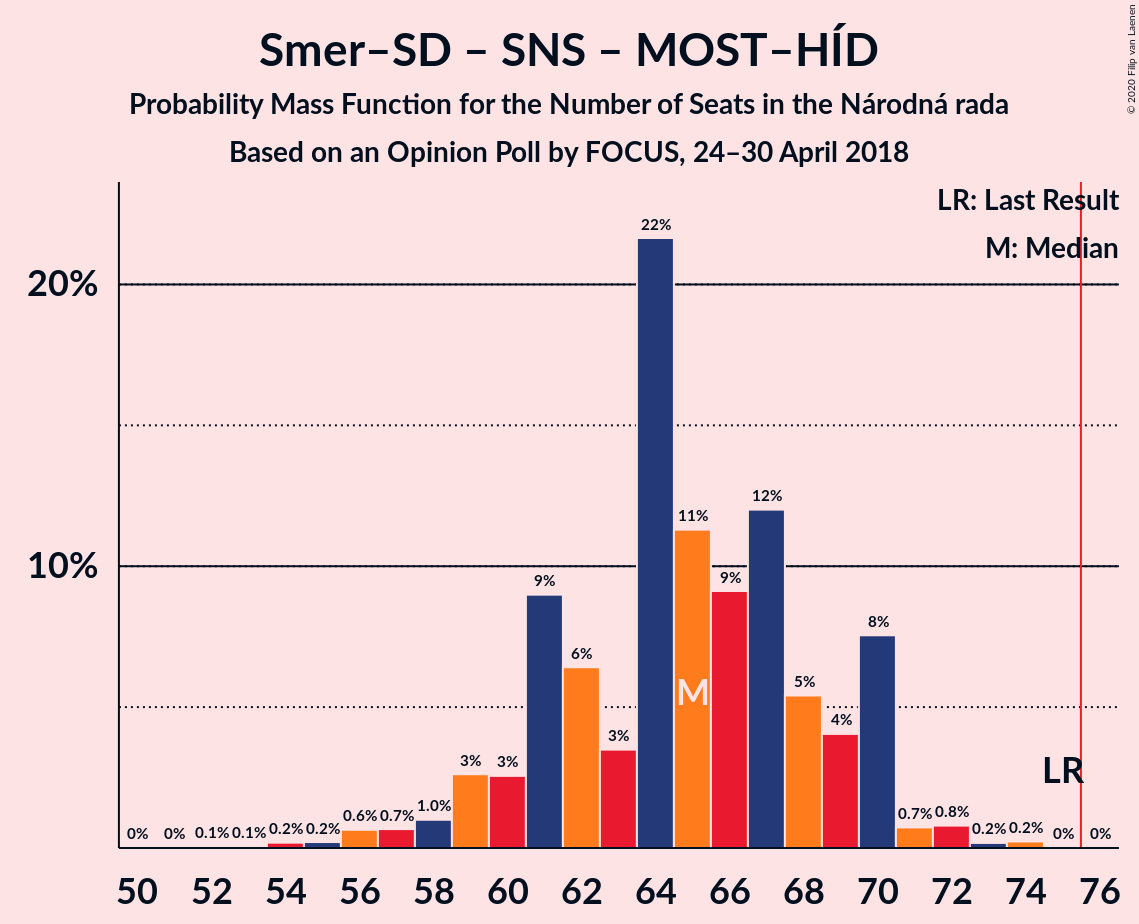 Smer–SD – SNS – MOST–HÍD
Probability Mass Function for the Number of Seats in the Národná rada
Based on an Opinion Poll by FOCUS, 24–30 April 2018
© 2020 Filip van Laenen
LR: Last Result
M: Median
20%
10%
0% 0% 0.1% 0.1% 0.2% 0.2% 0.6% 0.7% 1.0% 3% 3% 9% 6% 3% 22% 11% 9% 12% 5% 4% 8% 0.7% 0.8% 0.2% 0.2% 0% 0%
M
LR
50 52 54 56 58 60 62 64 66 68 70 72 74 76